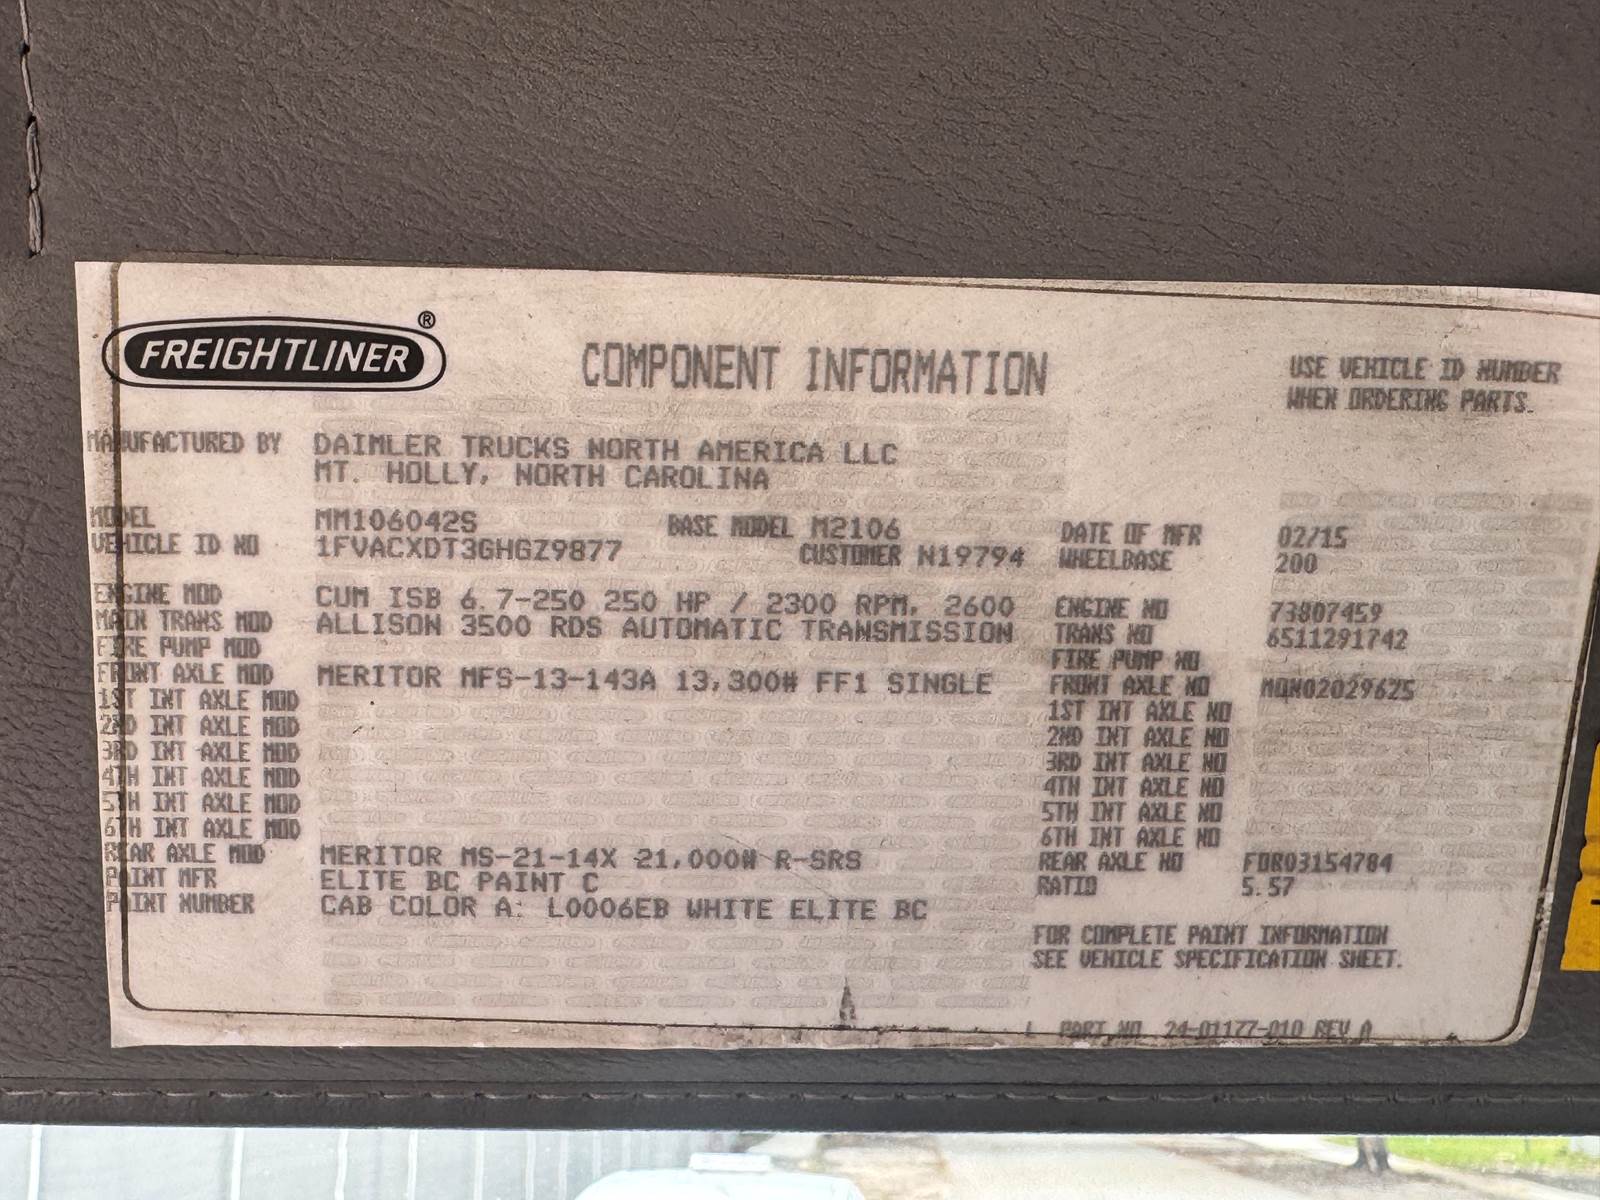 FREIGHTLINER®
COMPONENT INFORMATION
USE VEHICLE ID NUMBER
WHEN ORDERING PARTS.
MANUFACTURED BY DAIMLER TRUCKS NORTH AMERICA LLC
MT. HOLLY, NORTH CAROLINA
MODEL MM106042S BASE MODEL M2106 DATE OF MFR 02/15
VEHICLE ID NO 1FVACXDT3GHGZ9877 CUSTOMER N19794 WHEELBASE 200
ENGINE MOD CUM ISB 6.7-250 250 HP / 2300 RPM, 2600 ENGINE NO 73807459
MAIN TRANS MOD ALLISON 3500 RDS AUTOMATIC TRANSMISSION TRANS NO 6511291742
FIRE PUMP MOD FIRE PUMP NO
FRONT AXLE MOD MERITOR MFS-13-143A 13,300# FF1 SINGLE FRONT AXLE NO MQN02029625
1ST INT AXLE MOD 1ST INT AXLE NO
2ND INT AXLE MOD 2ND INT AXLE NO
3RD INT AXLE MOD 3RD INT AXLE NO
4TH INT AXLE MOD 4TH INT AXLE NO
5TH INT AXLE MOD 5TH INT AXLE NO
6TH INT AXLE MOD 6TH INT AXLE NO
REAR AXLE MOD MERITOR MS-21-14X 21,000# R-SRS REAR AXLE NO FOR03154784
PAINT MFR ELITE BC PAINT C RATIO 5.57
PAINT NUMBER CAB COLOR A: L0006EB WHITE ELITE BC
FOR COMPLETE PAINT INFORMATION
SEE VEHICLE SPECIFICATION SHEET.
PART NO 24-01177-010 REV A